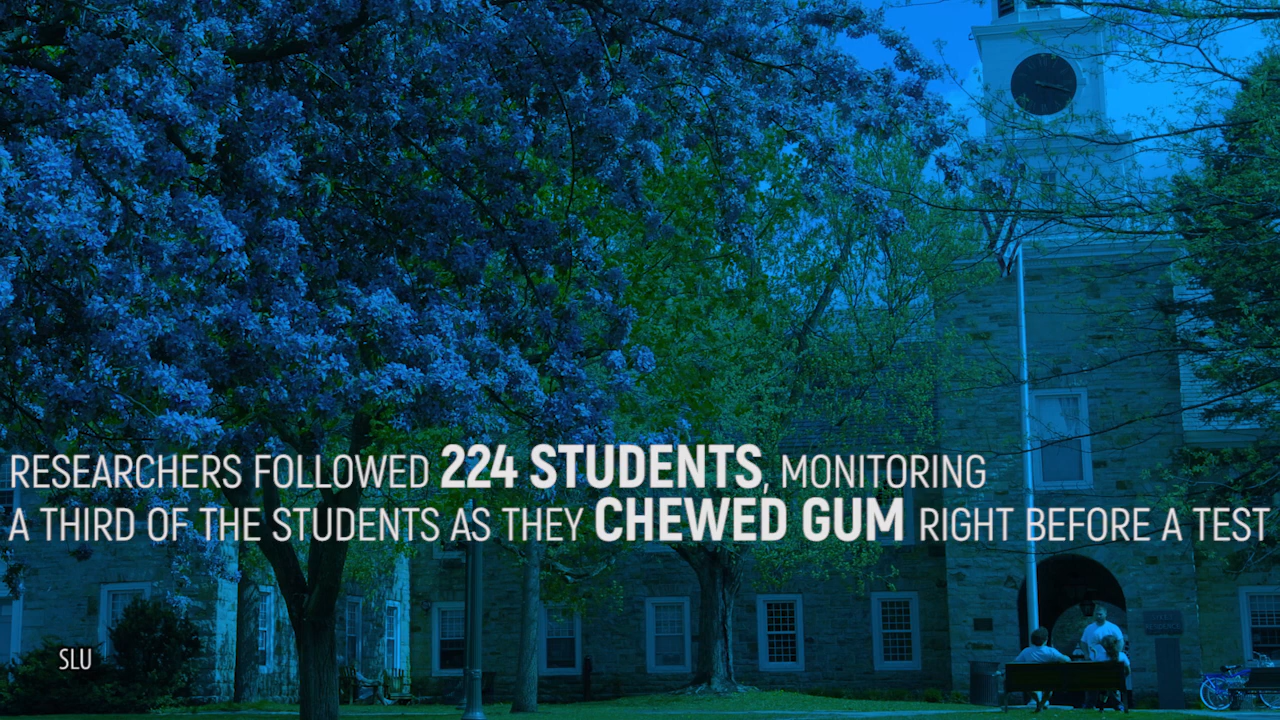 RESEARCHERS FOLLOWED 224 STUDENTS, MONITORING
A THIRD OF THE STUDENTS AS THEY CHEWED GUM RIGHT BEFORE A TEST
SLU